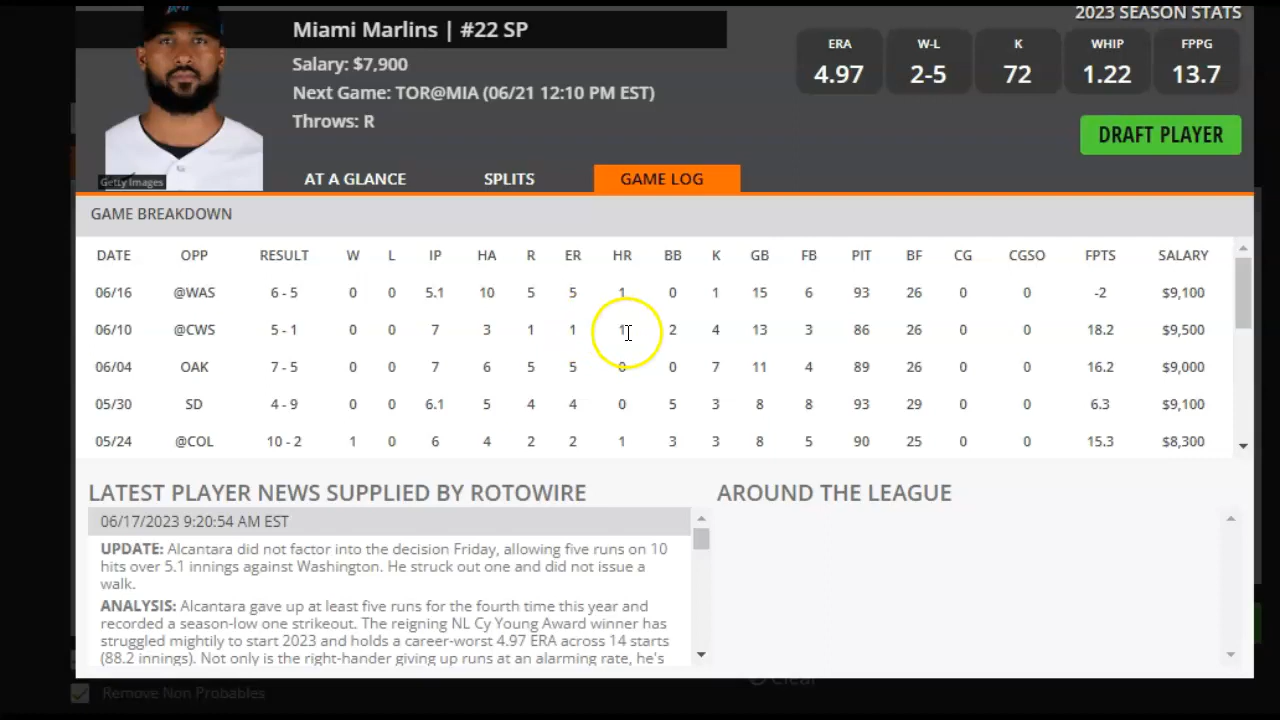 Miami Marlins | #22 SP
Salary: $7,900
Next Game: TOR@MIA (06/21 12:10 PM EST)
Throws: R
Getty Images
2023 SEASON STATS
ERA W-L K WHIP FPPG
4.97 2-5 72 1.22 13.7
DRAFT PLAYER
AT A GLANCE SPLITS GAME LOG
GAME BREAKDOWN
DATE OPP RESULT W L IP HA R ER HR BB K GB FB PIT BF CG CGSO FPTS SALARY
06/16 @WAS 6 - 5 0 0 5.1 10 5 5 1 0 1 15 6 93 26 0 0 -2 $9,100
06/10 @CWS 5 - 1 0 0 7 3 1 1 1 2 4 13 3 86 26 0 0 18.2 $9,500
06/04 OAK 7 - 5 0 0 7 6 5 5 0 0 7 11 4 89 26 0 0 16.2 $9,000
05/30 SD 4 - 9 0 0 6.1 5 4 4 0 5 3 8 8 93 29 0 0 6.3 $9,100
05/24 @COL 10 - 2 1 0 6 4 2 2 1 3 3 8 5 90 25 0 0 15.3 $8,300
LATEST PLAYER NEWS SUPPLIED BY ROTOWIRE
06/17/2023 9:20:54 AM EST
UPDATE: Alcantara did not factor into the decision Friday, allowing five runs on 10
hits over 5.1 innings against Washington. He struck out one and did not issue a
walk.
ANALYSIS: Alcantara gave up at least five runs for the fourth time this year and
recorded a season-low one strikeout. The reigning NL Cy Young Award winner has
struggled mightily to start 2023 and holds a career-worst 4.97 ERA across 14 starts
(88.2 innings). Not only is the right-hander giving up runs at an alarming rate, he's
AROUND THE LEAGUE
Remove Non Probables
Clear